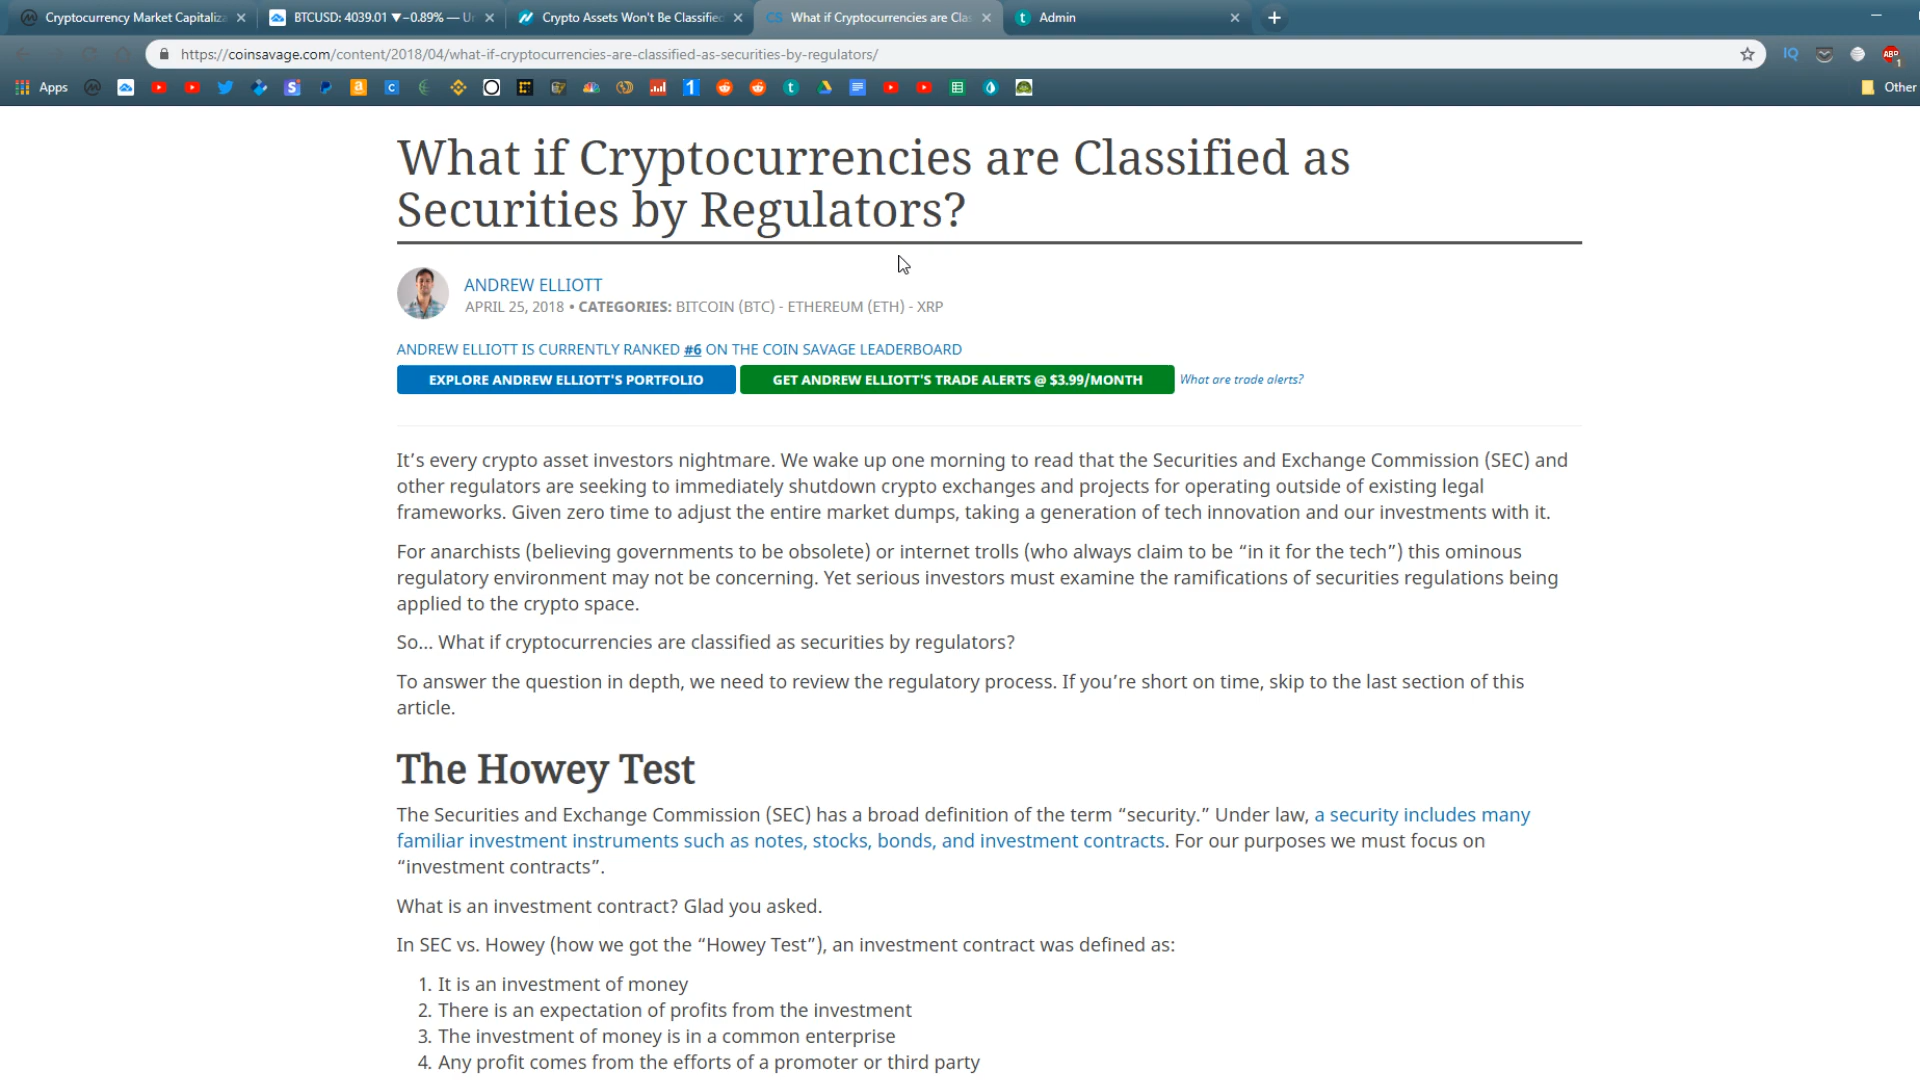 Cryptocurrency Market Capitaliza
BTCUSD: 4039.01 ▼−0.89% — U
Crypto Assets Won't Be Classified
CS What if Cryptocurrencies are Clas
t Admin
https://coinsavage.com/content/2018/04/what-if-cryptocurrencies-are-classified-as-securities-by-regulators/
IQ
ABP
1
Apps
Other
What if Cryptocurrencies are Classified as
Securities by Regulators?
ANDREW ELLIOTT
APRIL 25, 2018 • CATEGORIES: BITCOIN (BTC) - ETHEREUM (ETH) - XRP
ANDREW ELLIOTT IS CURRENTLY RANKED #6 ON THE COIN SAVAGE LEADERBOARD
EXPLORE ANDREW ELLIOTT'S PORTFOLIO GET ANDREW ELLIOTT'S TRADE ALERTS @ $3.99/MONTH What are trade alerts?
It’s every crypto asset investors nightmare. We wake up one morning to read that the Securities and Exchange Commission (SEC) and
other regulators are seeking to immediately shutdown crypto exchanges and projects for operating outside of existing legal
frameworks. Given zero time to adjust the entire market dumps, taking a generation of tech innovation and our investments with it.
For anarchists (believing governments to be obsolete) or internet trolls (who always claim to be “in it for the tech”) this ominous
regulatory environment may not be concerning. Yet serious investors must examine the ramifications of securities regulations being
applied to the crypto space.
So… What if cryptocurrencies are classified as securities by regulators?
To answer the question in depth, we need to review the regulatory process. If you’re short on time, skip to the last section of this
article.
The Howey Test
The Securities and Exchange Commission (SEC) has a broad definition of the term “security.” Under law, a security includes many
familiar investment instruments such as notes, stocks, bonds, and investment contracts. For our purposes we must focus on
“investment contracts”.
What is an investment contract? Glad you asked.
In SEC vs. Howey (how we got the “Howey Test”), an investment contract was defined as:
1. It is an investment of money
2. There is an expectation of profits from the investment
3. The investment of money is in a common enterprise
4. Any profit comes from the efforts of a promoter or third party